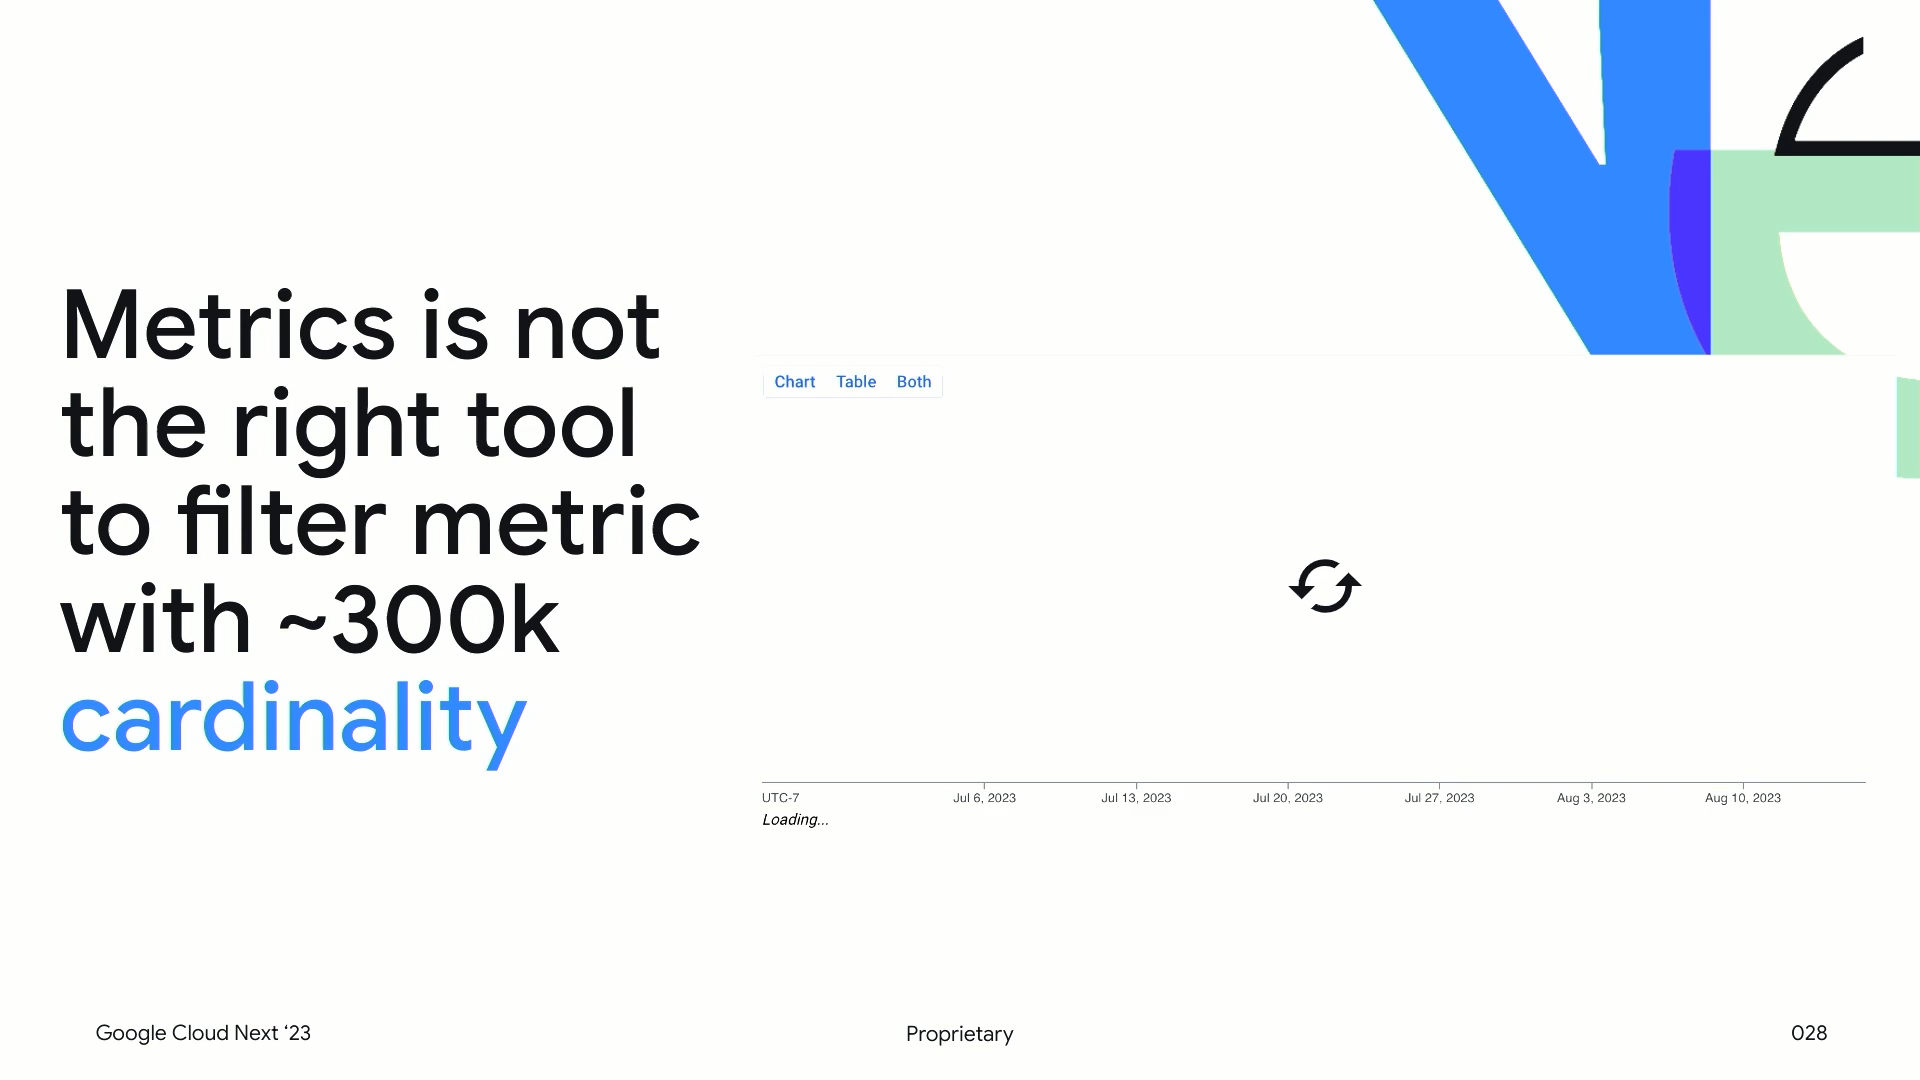 Metrics is not
the right tool
to filter metric
with ~300k
cardinality
Chart Table Both
UTC-7 Jul 6, 2023 Jul 13, 2023 Jul 20, 2023 Jul 27, 2023 Aug 3, 2023 Aug 10, 2023
Loading...
Google Cloud Next ‘23 Proprietary 028